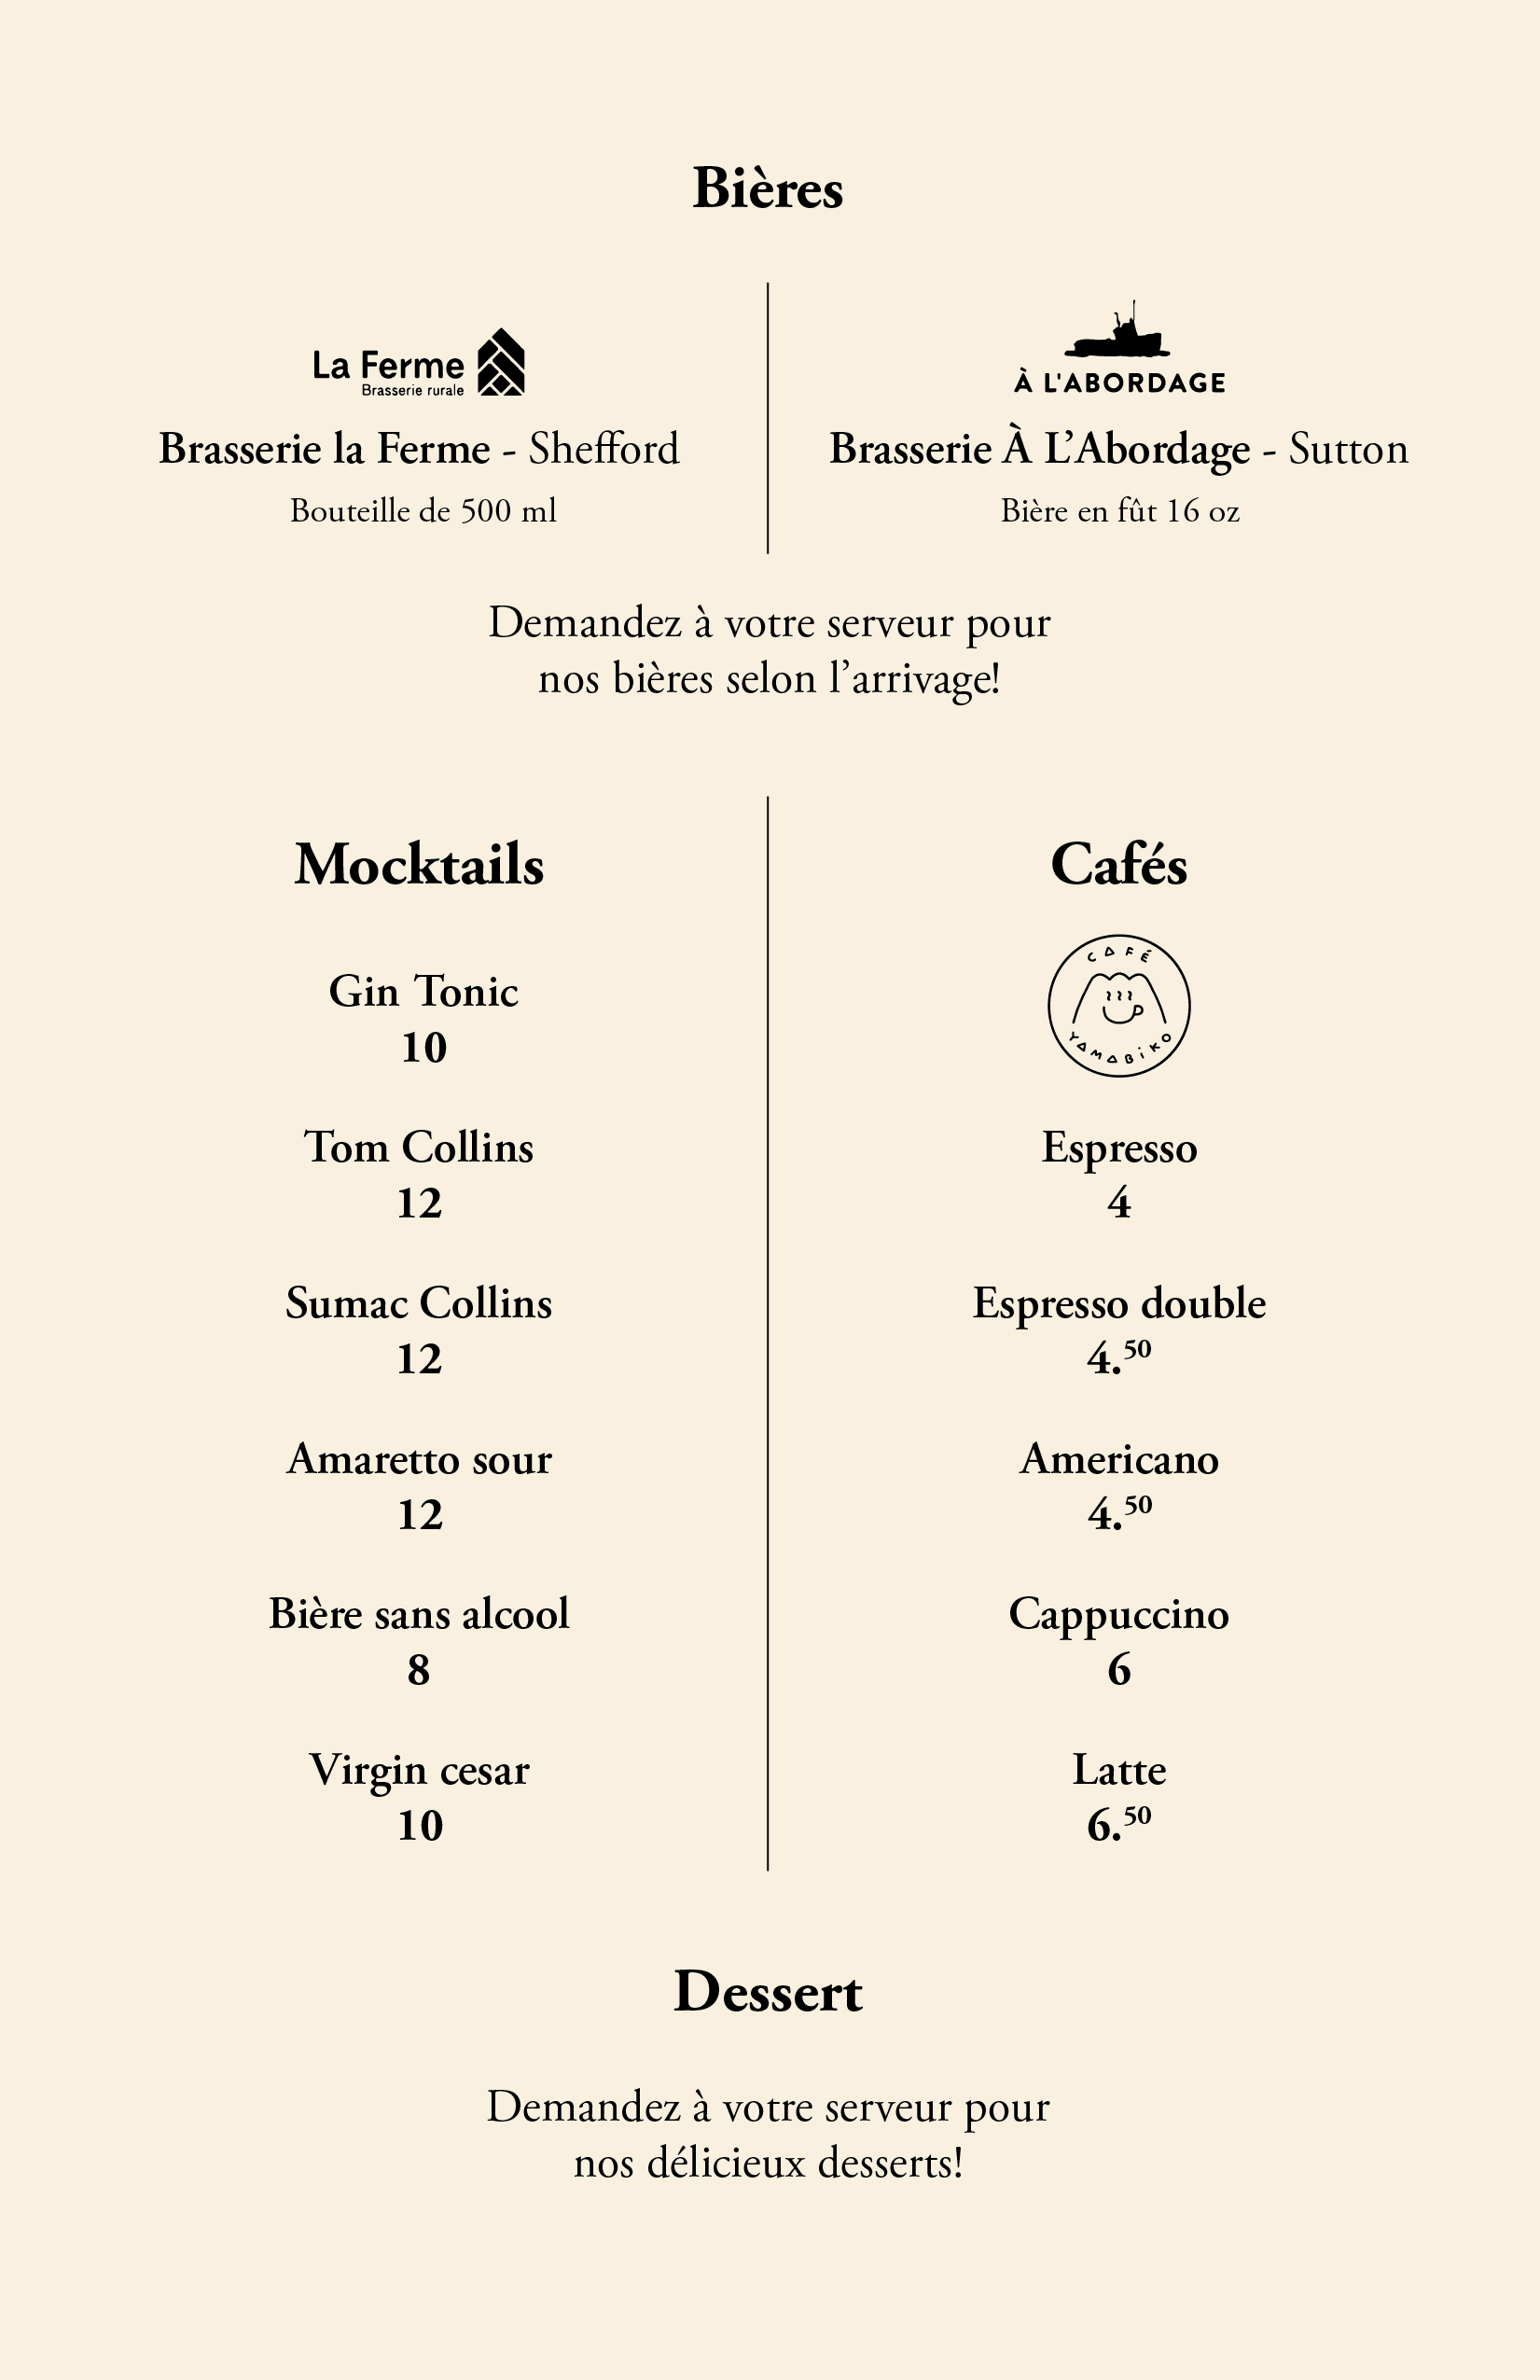 Bières
La Ferme
Brasserie rurale
Brasserie la Ferme - Shefford
Bouteille de 500 ml
À L'ABORDAGE
Brasserie À L’Abordage - Sutton
Bière en fût 16 oz
Demandez à votre serveur pour
nos bières selon l’arrivage!
Mocktails
Gin Tonic
10
Tom Collins
12
Sumac Collins
12
Amaretto sour
12
Bière sans alcool
8
Virgin cesar
10
Cafés
CAFÉ
YAMABiKO
Espresso
4
Espresso double
4.50
Americano
4.50
Cappuccino
6
Latte
6.50
Dessert
Demandez à votre serveur pour
nos délicieux desserts!